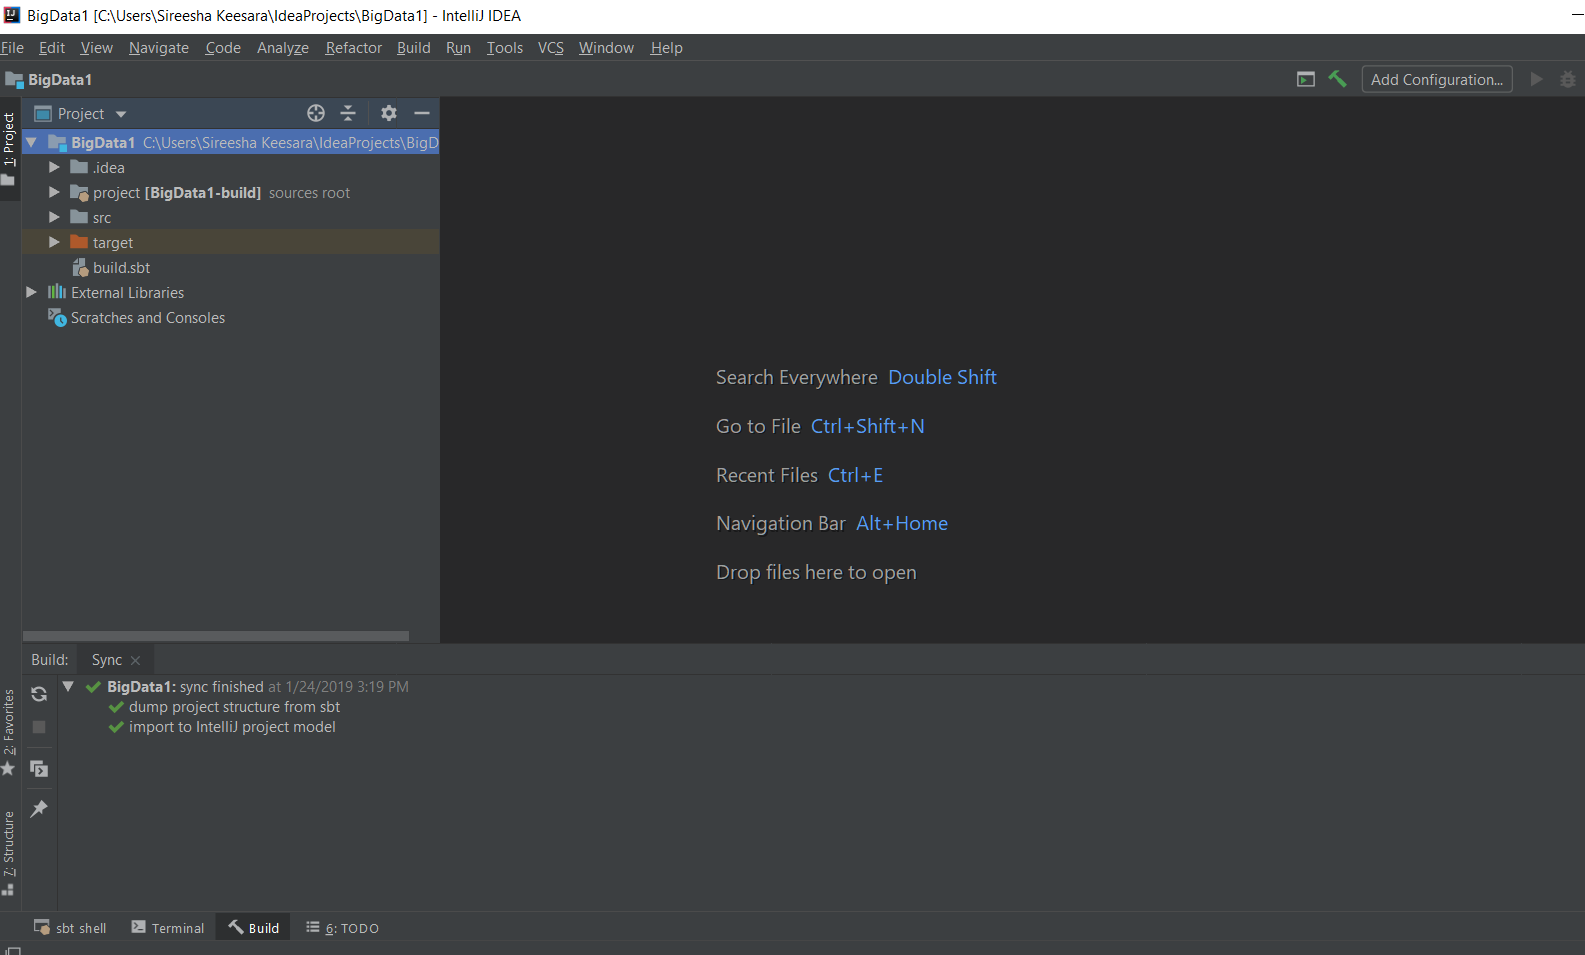 BigData1 [C:\Users\Sireesha Keesara\IdeaProjects\BigData1] - IntelliJ IDEA
File Edit View Navigate Code Analyze Refactor Build Run Tools VCS Window Help
BigData1
Add Configuration...
1: Project
Project
BigData1 C:\Users\Sireesha Keesara\IdeaProjects\BigD
.idea
project [BigData1-build] sources root
src
target
build.sbt
External Libraries
Scratches and Consoles
Search Everywhere Double Shift
Go to File Ctrl+Shift+N
Recent Files Ctrl+E
Navigation Bar Alt+Home
Drop files here to open
Build: Sync
BigData1: sync finished at 1/24/2019 3:19 PM
dump project structure from sbt
import to IntelliJ project model
2: Favorites
7: Structure
sbt shell Terminal Build 6: TODO